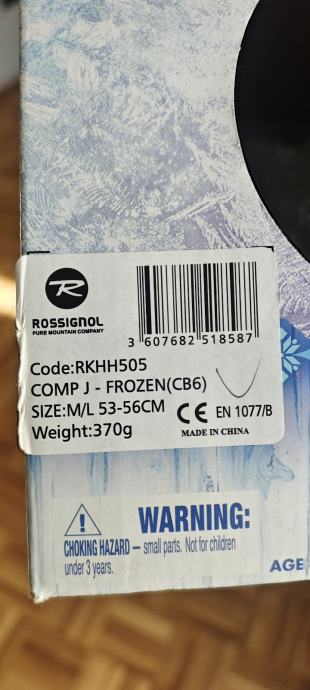 ROSSIGNOL
PURE MOUNTAIN COMPANY
3 607682 518587
Code:RKHH505
COMP J - FROZEN(CB6)
SIZE:M/L 53-56CM
CE EN 1077/B
Weight:370g
MADE IN CHINA
WARNING:
CHOKING HAZARD — small parts. Not for children
under 3 years.
AGE